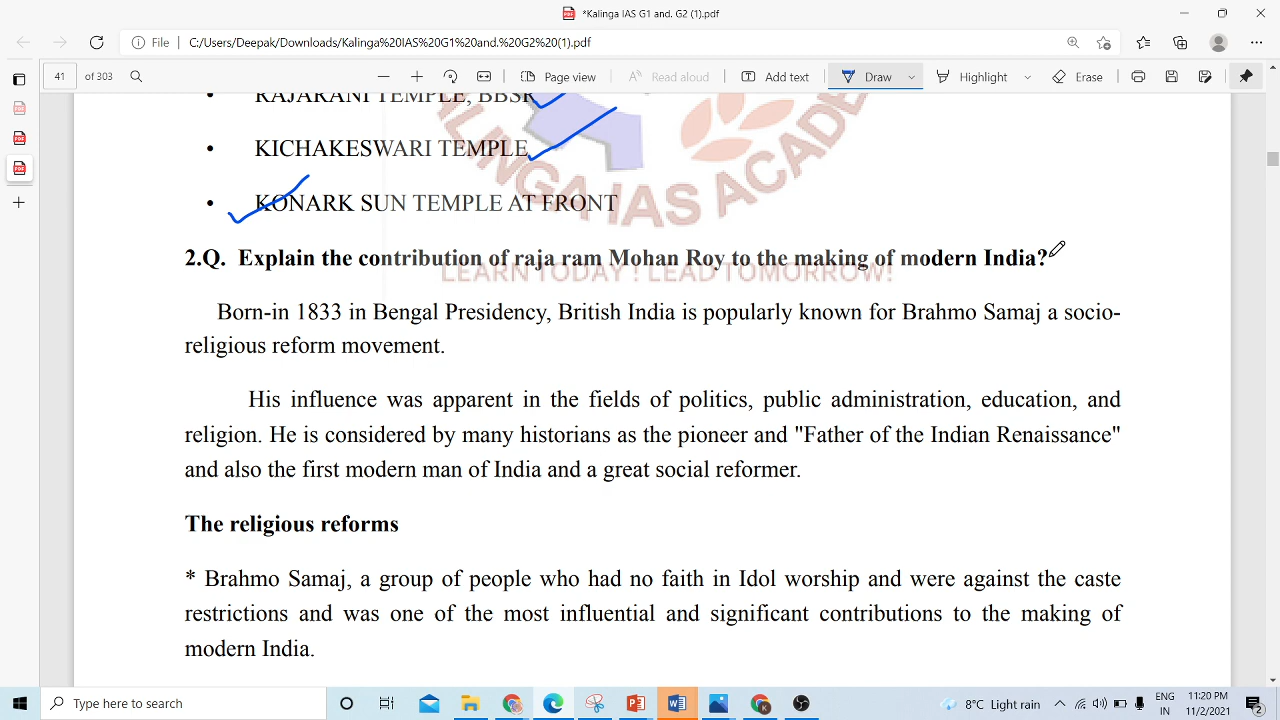 *Kalinga IAS G1 and. G2 (1).pdf
File | C:/Users/Deepak/Downloads/Kalinga%20IAS%20G1%20and.%20G2%20(1).pdf
41 of 303 Page view Read aloud Add text Draw Highlight Erase
• RAJARANI TEMPLE, BBSR
• KICHAKESWARI TEMPLE
• KONARK SUN TEMPLE AT FRONT
KALINGA IAS ACADEMY
2.Q. Explain the contribution of raja ram Mohan Roy to the making of modern India?
LEARN TODAY ! LEAD TOMORROW!
Born-in 1833 in Bengal Presidency, British India is popularly known for Brahmo Samaj a socio-
religious reform movement.
His influence was apparent in the fields of politics, public administration, education, and
religion. He is considered by many historians as the pioneer and "Father of the Indian Renaissance"
and also the first modern man of India and a great social reformer.
The religious reforms
* Brahmo Samaj, a group of people who had no faith in Idol worship and were against the caste
restrictions and was one of the most influential and significant contributions to the making of
modern India.
Type here to search 8°C Light rain ENG 11:20 PM
IN 11/2/2021 2